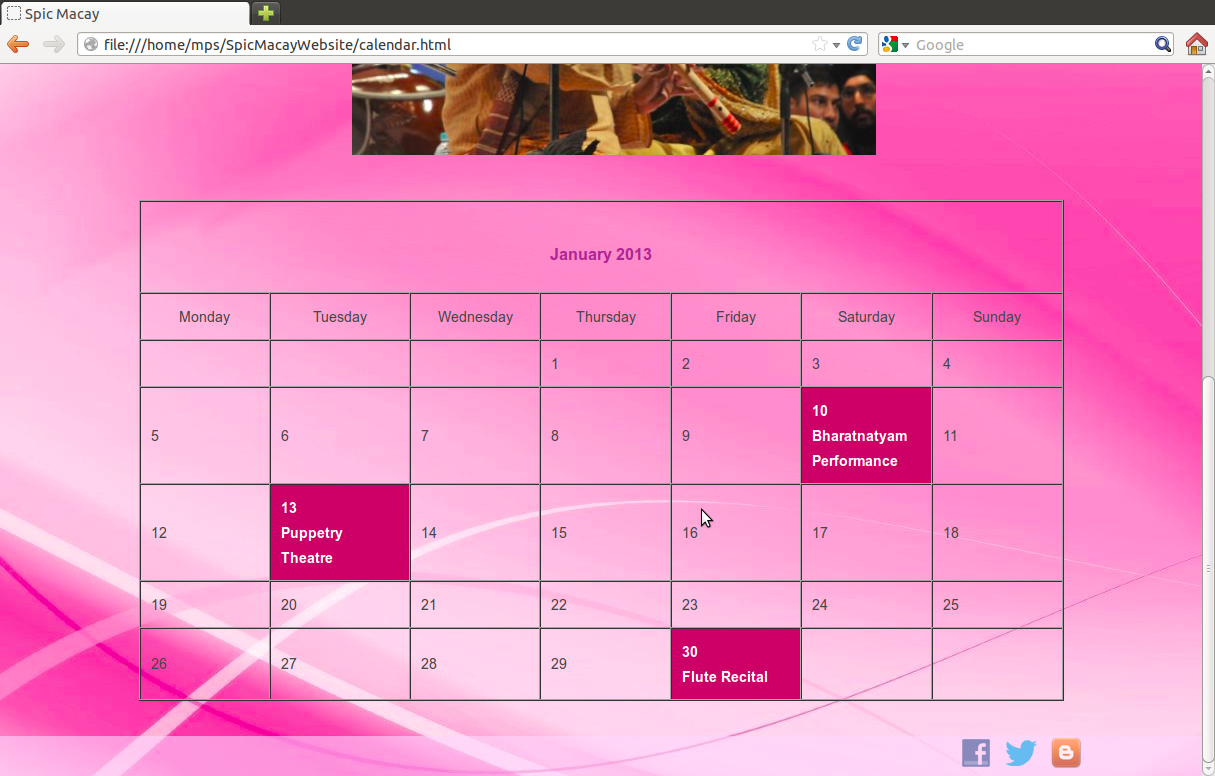 Spic Macay
file:///home/mps/SpicMacayWebsite/calendar.html
Google
January 2013
Monday Tuesday Wednesday Thursday Friday Saturday Sunday
1 2 3 4
5 6 7 8 9 10 Bharatnatyam Performance 11
12 13 Puppetry Theatre 14 15 16 17 18
19 20 21 22 23 24 25
26 27 28 29 30 Flute Recital